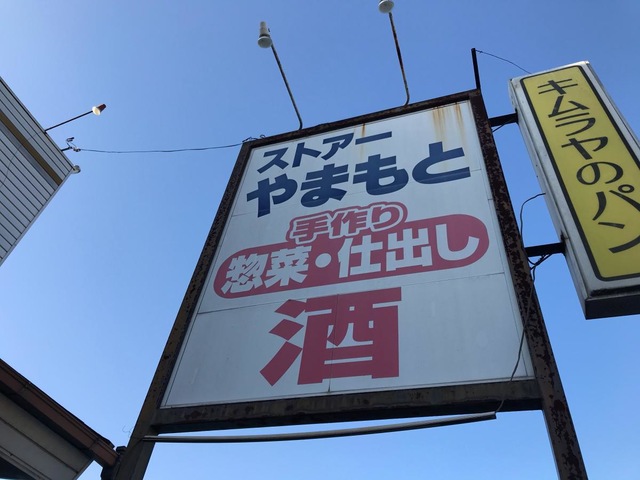 ストアー
やまもと
手作り
惣菜・仕出し
酒
キムラヤのパン